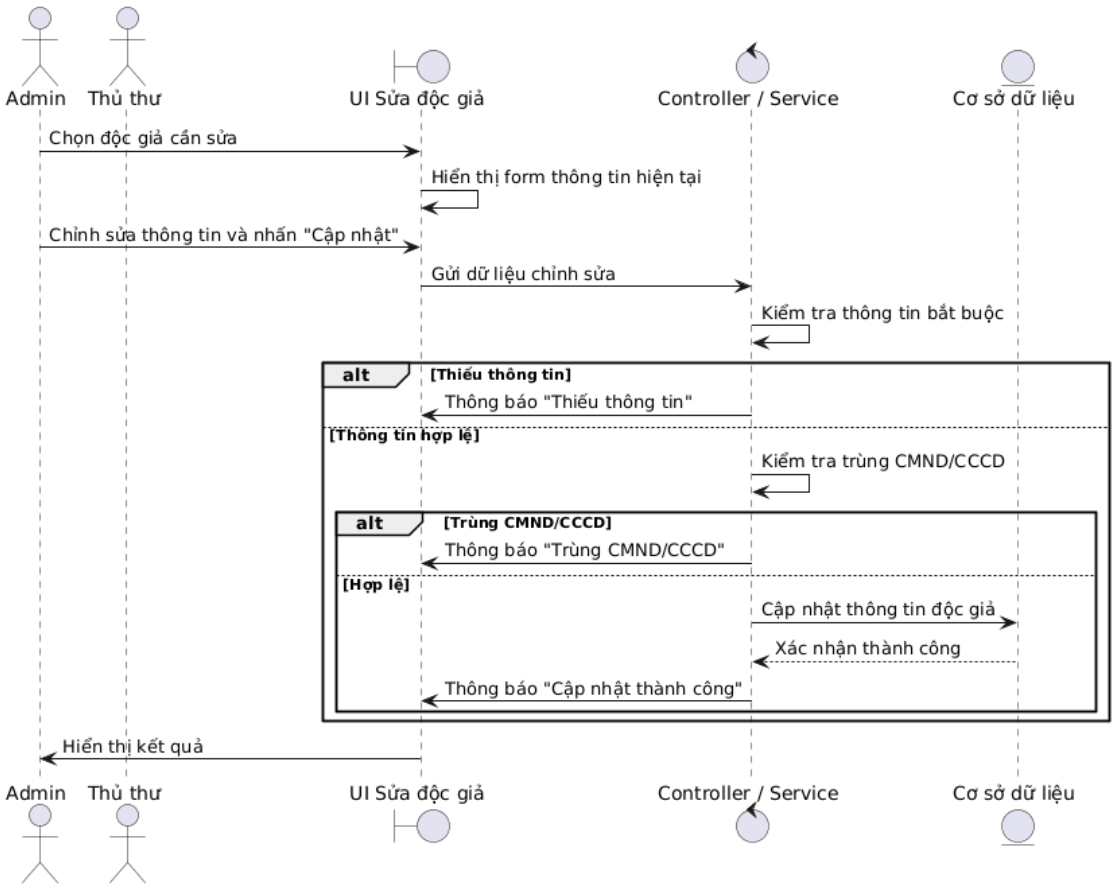 Admin Thủ thư UI Sửa độc giả Controller / Service Cơ sở dữ liệu
Chọn độc giả cần sửa
Hiển thị form thông tin hiện tại
Chỉnh sửa thông tin và nhấn "Cập nhật"
Gửi dữ liệu chỉnh sửa
Kiểm tra thông tin bắt buộc
alt [Thiếu thông tin]
Thông báo "Thiếu thông tin"
[Thông tin hợp lệ]
Kiểm tra trùng CMND/CCCD
alt [Trùng CMND/CCCD]
Thông báo "Trùng CMND/CCCD"
[Hợp lệ]
Cập nhật thông tin độc giả
Xác nhận thành công
Thông báo "Cập nhật thành công"
Hiển thị kết quả
Admin Thủ thư UI Sửa độc giả Controller / Service Cơ sở dữ liệu